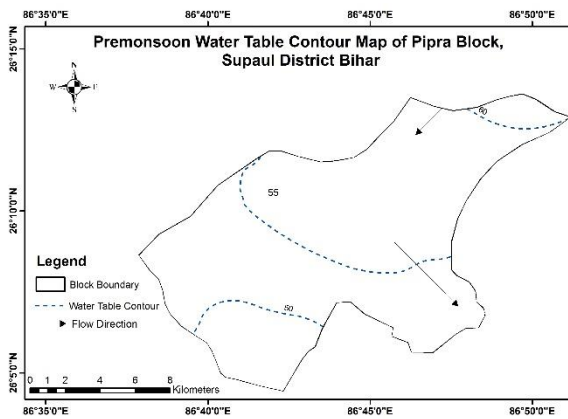 86°35'0"E 86°40'0"E 86°45'0"E 86°50'0"E
26°15'0"N
Premonsoon Water Table Contour Map of Pipra Block,
Supaul District Bihar
N
W E
S
60
55
26°10'0"N
Legend
Block Boundary
Water Table Contour
Flow Direction
50
26°5'0"N
0 1 2 4 6 8
Kilometers
86°35'0"E 86°40'0"E 86°45'0"E 86°50'0"E